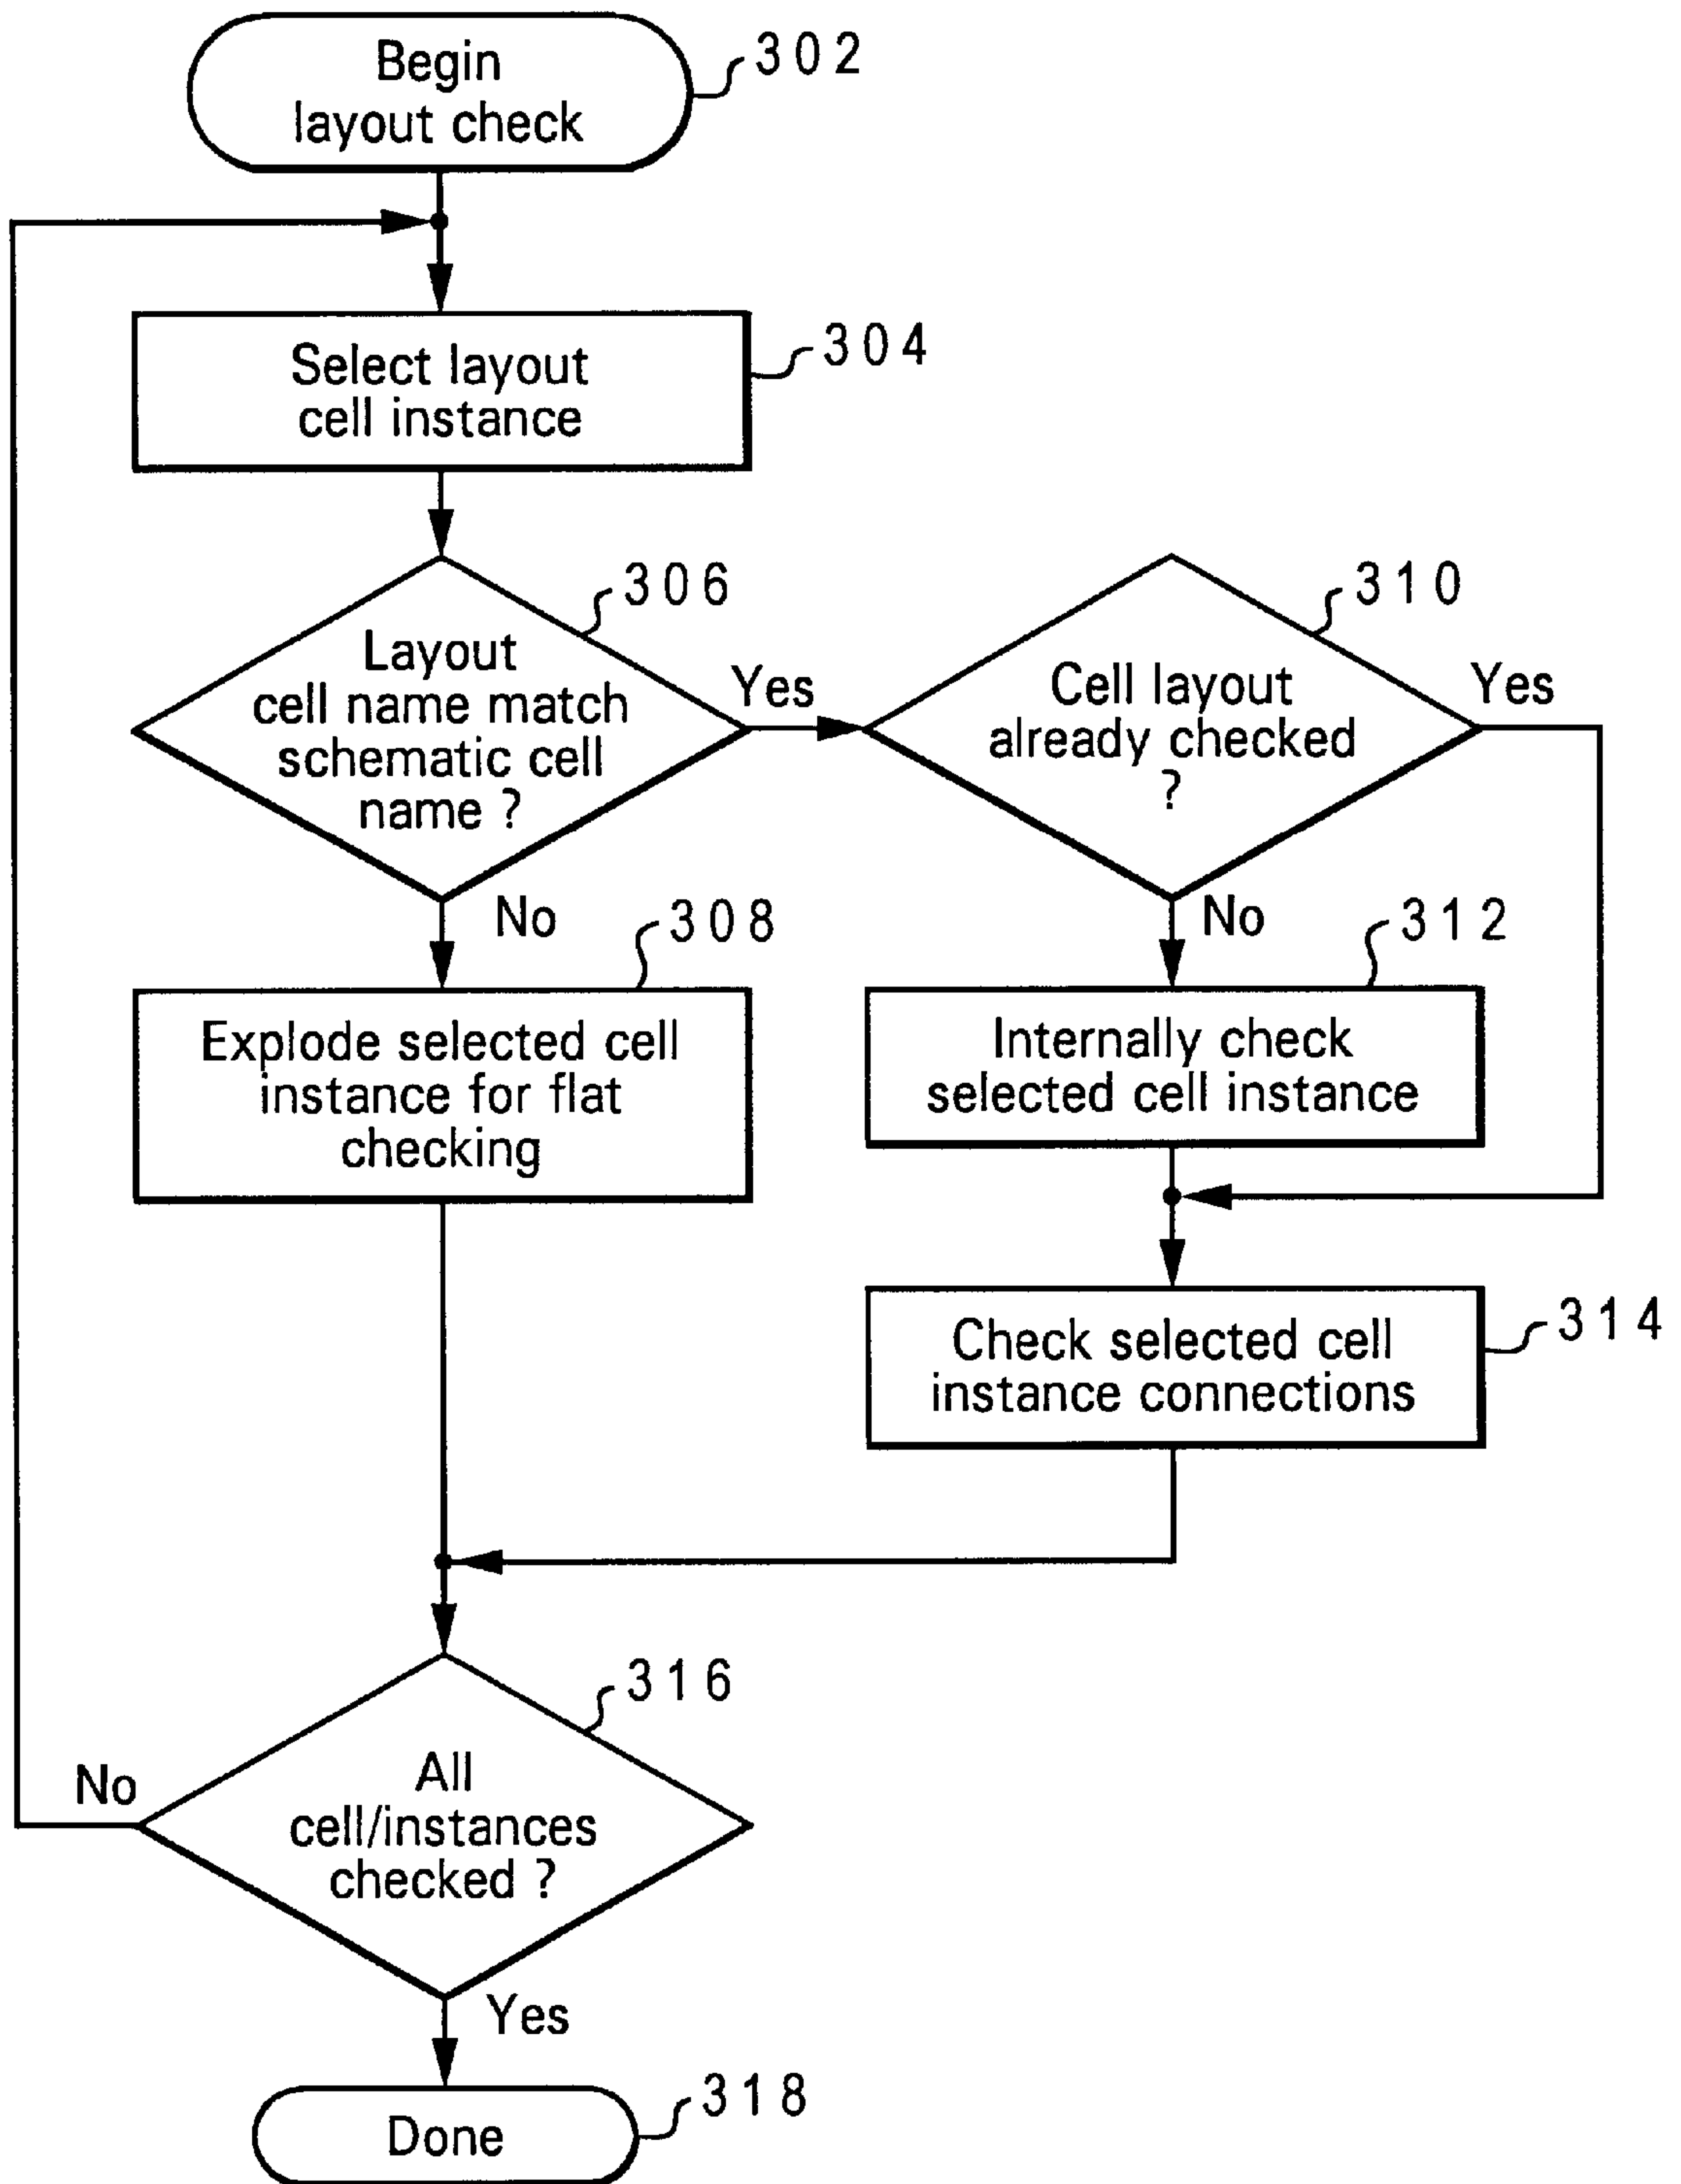 Begin
layout check
302
Select layout
cell instance
304
Layout
cell name match
schematic cell
name ?
306
Yes
No
Cell layout
already checked
?
310
Yes
No
Explode selected cell
instance for flat
checking
308
Internally check
selected cell instance
312
Check selected cell
instance connections
314
All
cell/instances
checked ?
316
No
Yes
Done
318